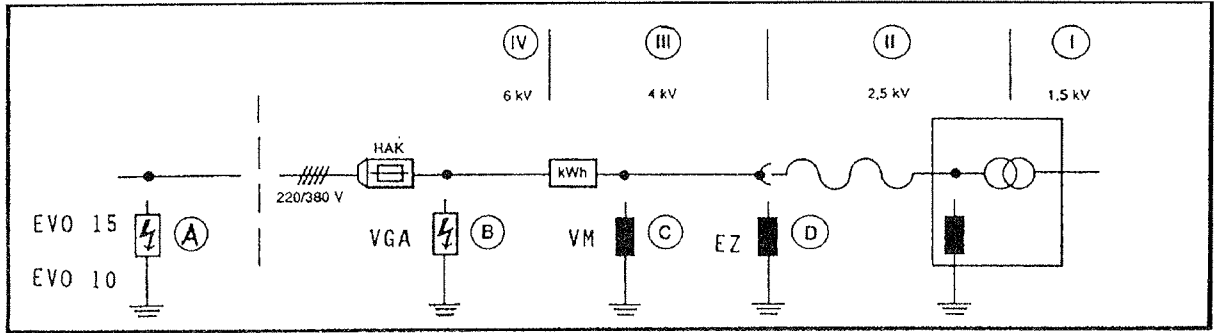 IV III II I
6 kV 4 kV 2,5 kV 1,5 kV
HAK
kWh
220/380 V
EVO 15 A VGA B VM C EZ D
EVO 10